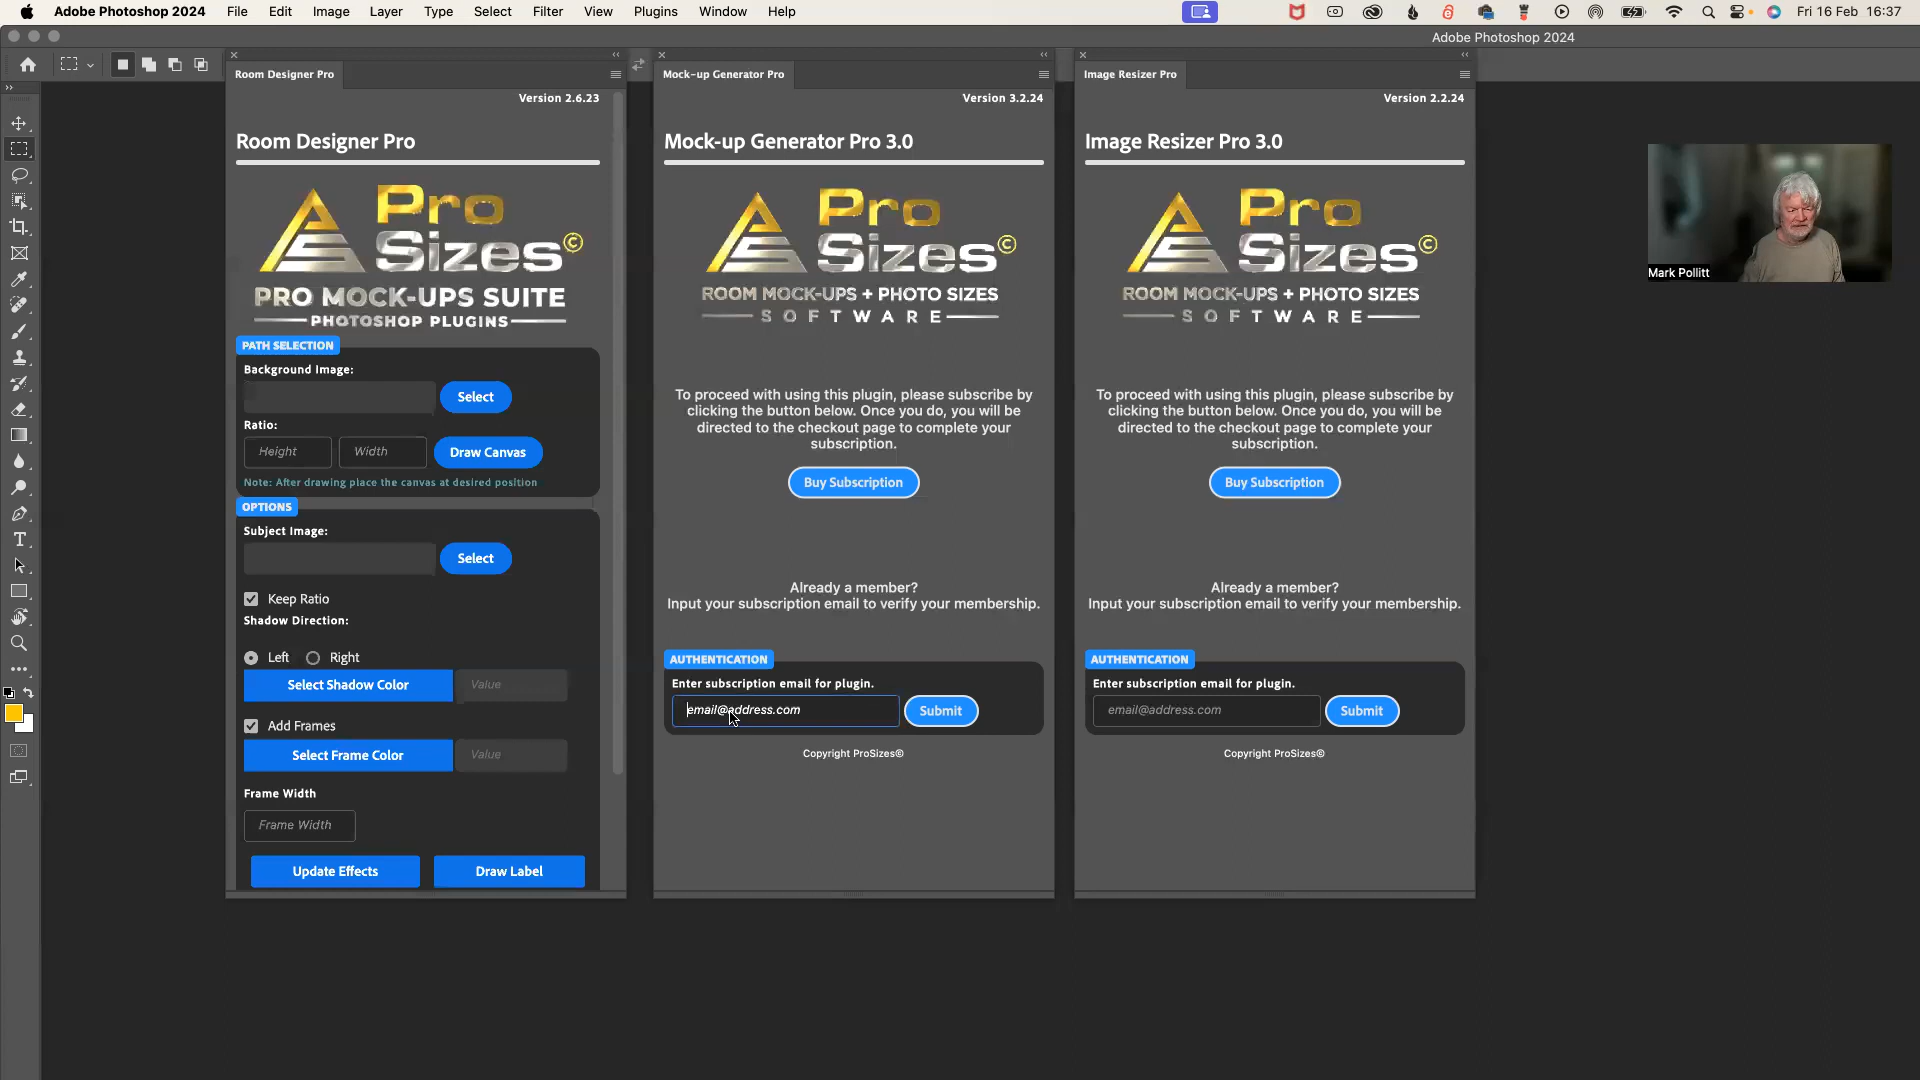 Adobe Photoshop 2024 File Edit Image Layer Type Select Filter View Plugins Window Help Fri 16 Feb 16:37
Adobe Photoshop 2024
Room Designer Pro
Version 2.6.23
Room Designer Pro
Pro
Sizes©
PRO MOCK-UPS SUITE
PHOTOSHOP PLUGINS
PATH SELECTION
Background Image:
Select
Ratio:
Height Width Draw Canvas
Note: After drawing place the canvas at desired position
OPTIONS
Subject Image:
Select
Keep Ratio
Shadow Direction:
Left Right
Select Shadow Color Value
Add Frames
Select Frame Color Value
Frame Width
Frame Width
Update Effects Draw Label
Mock-up Generator Pro
Version 3.2.24
Mock-up Generator Pro 3.0
Pro
Sizes©
ROOM MOCK-UPS + PHOTO SIZES
SOFTWARE
To proceed with using this plugin, please subscribe by
clicking the button below. Once you do, you will be
directed to the checkout page to complete your
subscription.
Buy Subscription
Already a member?
Input your subscription email to verify your membership.
AUTHENTICATION
Enter subscription email for plugin.
email@address.com Submit
Copyright ProSizes©
Image Resizer Pro
Version 2.2.24
Image Resizer Pro 3.0
Pro
Sizes©
ROOM MOCK-UPS + PHOTO SIZES
SOFTWARE
To proceed with using this plugin, please subscribe by
clicking the button below. Once you do, you will be
directed to the checkout page to complete your
subscription.
Buy Subscription
Already a member?
Input your subscription email to verify your membership.
AUTHENTICATION
Enter subscription email for plugin.
email@address.com Submit
Copyright ProSizes©
Mark Pollitt